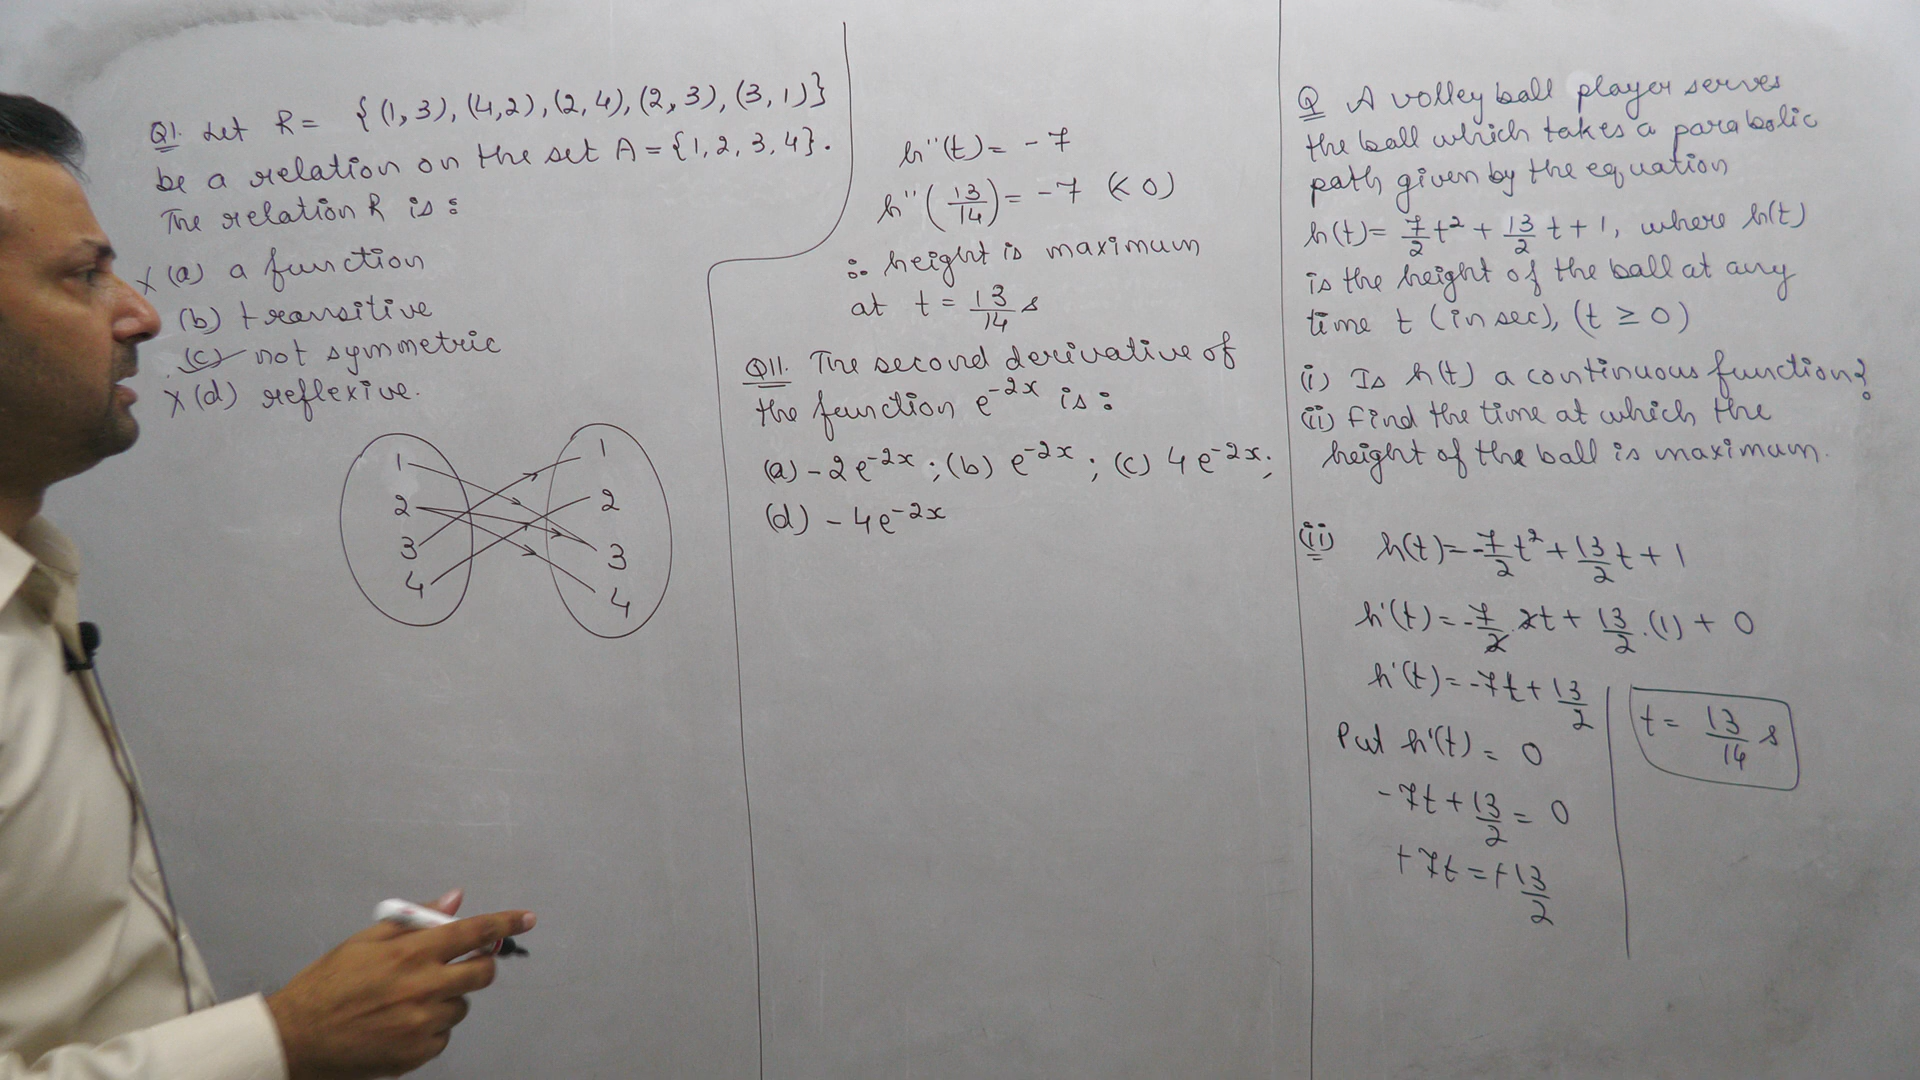 Q1. Let R = {(1,3), (4,2), (2,4), (2,3), (3,1)}
be a relation on the set A = {1, 2, 3, 4}.
The relation R is :
X (a) a function
(b) transitive
(c) not symmetric
X (d) reflexive.
1
2
3
4
1
2
3
4
h''(t) = -7
h''(13/14) = -7 (< 0)
∴ height is maximum
at t = 13/14 s
Q11. The second derivative of
the function e^-2x is :
(a) -2e^-2x ; (b) e^-2x ; (c) 4e^-2x ;
(d) -4e^-2x
Q A volley ball player serves
the ball which takes a parabolic
path given by the equation
h(t) = 7/2 t² + 13/2 t + 1, where h(t)
is the height of the ball at any
time t (in sec), (t ≥ 0)
(i) Is h(t) a continuous function?
(ii) Find the time at which the
height of the ball is maximum.
(ii) h(t) = -7/2 t² + 13/2 t + 1
h'(t) = -7/2 . 2t + 13/2 . (1) + 0
h'(t) = -7t + 13/2
Put h'(t) = 0
-7t + 13/2 = 0
+7t = +13/2
t = 13/14 s